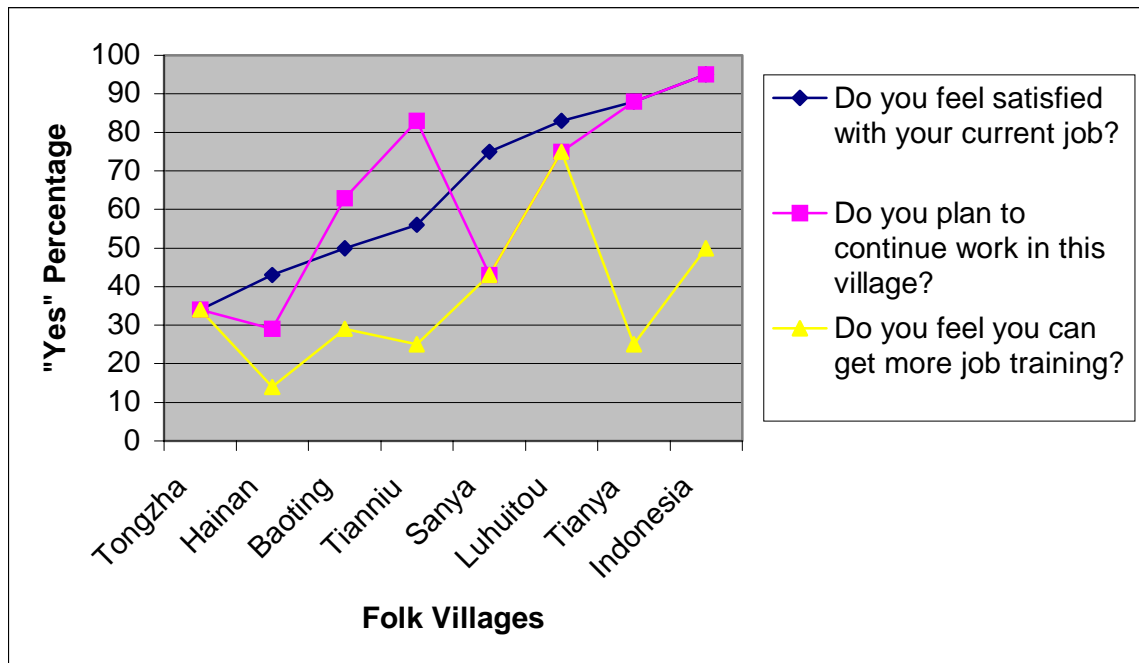 100
90
80
70
60
50
40
30
20
10
0
"Yes" Percentage
Tongzha
Hainan
Baoting
Tianniu
Sanya
Luhuitou
Tianya
Indonesia
Folk Villages
Do you feel satisfied
with your current job?
Do you plan to
continue work in this
village?
Do you feel you can
get more job training?